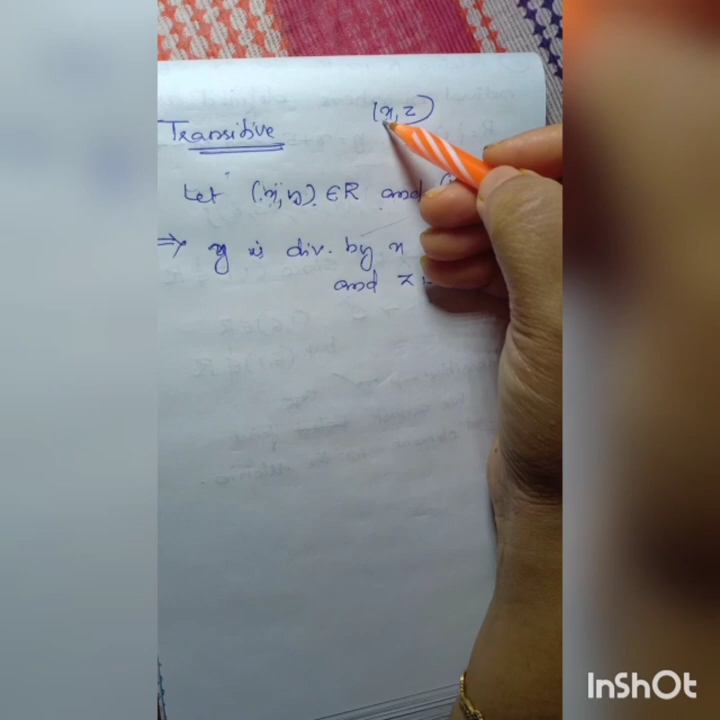 (x,z)
Transitive
Let (x,y) ∈ R and (
⇒ y is div. by x
and z
InShOt